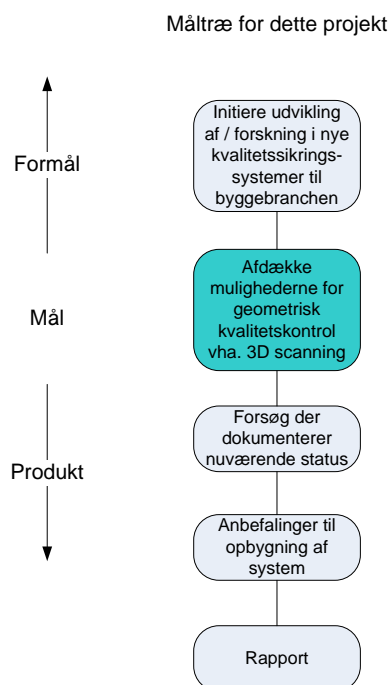 Måltræ for dette projekt
Formål
Initiere udvikling
af / forskning i nye
kvalitetssikrings-
systemer til
byggebranchen
Mål
Afdække
mulighederne for
geometrisk
kvalitetskontrol
vha. 3D scanning
Produkt
Forsøg der
dokumenterer
nuværende status
Anbefalinger til
opbygning af
system
Rapport